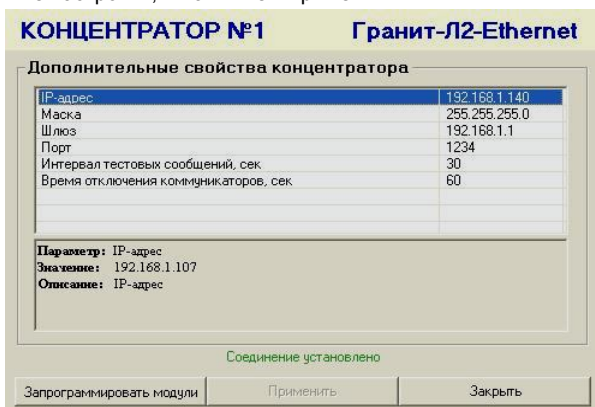 КОНЦЕНТРАТОР №1 Гранит-Л2-Ethernet
Дополнительные свойства концентратора
IP-адрес 192.168.1.140
Маска 255.255.255.0
Шлюз 192.168.1.1
Порт 1234
Интервал тестовых сообщений, сек 30
Время отключения коммуникаторов, сек 60
Параметр: IP-адрес
Значение: 192.168.1.107
Описание: IP-адрес
Соединение установлено
Запрограммировать модули Применить Закрыть